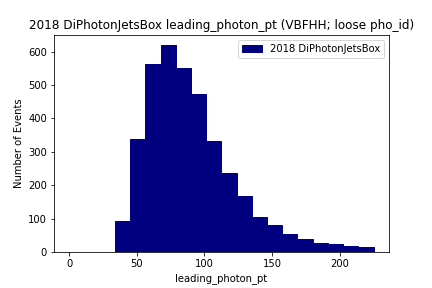 2018 DiPhotonJetsBox leading_photon_pt (VBFHH; loose pho_id)
2018 DiPhotonJetsBox
Number of Events
600
500
400
300
200
100
0
0 50 100 150 200
leading_photon_pt